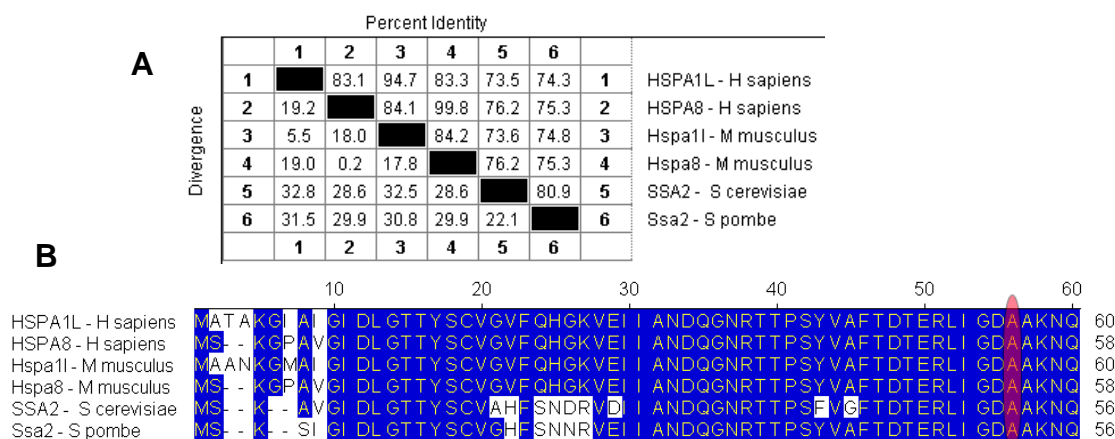 Percent Identity
A
1 2 3 4 5 6
1 83.1 94.7 83.3 73.5 74.3 1 HSPA1L - H sapiens
2 19.2 84.1 99.8 76.2 75.3 2 HSPA8 - H sapiens
3 5.5 18.0 84.2 73.6 74.8 3 Hspa1l - M musculus
4 19.0 0.2 17.8 76.2 75.3 4 Hspa8 - M musculus
5 32.8 28.6 32.5 28.6 80.9 5 SSA2 - S cerevisiae
6 31.5 29.9 30.8 29.9 22.1 6 Ssa2 - S pombe
1 2 3 4 5 6
Divergence
B
10 20 30 40 50 60
HSPA1L - H sapiens MATAKGIAIGIDLGTTYSCVGVFQHGKVEIIANDQGNRTTPSYVAFTDTERLIGDAAKNQ 60
HSPA8 - H sapiens MS--KGPAVGIDLGTTYSCVGVFQHGKVEIIANDQGNRTTPSYVAFTDTERLIGDAAKNQ 58
Hspa1l - M musculus MAANKGMAIGIDLGTTYSCVGVFQHGKVEIIANDQGNRTTPSYVAFTDTERLIGDAAKNQ 60
Hspa8 - M musculus MS--KGPAVGIDLGTTYSCVGVFQHGKVEIIANDQGNRTTPSYVAFTDTERLIGDAAKNQ 58
SSA2 - S cerevisiae MS--K--AVGIDLGTTYSCVAHFSNDRVDIIANDQGNRTTPSFVGFTDTERLIGDAAKNQ 56
Ssa2 - S pombe MS--K--SIGIDLGTTYSCVGHFSNNRVEIIANDQGNRTTPSYVAFTDTERLIGDAAKNQ 56